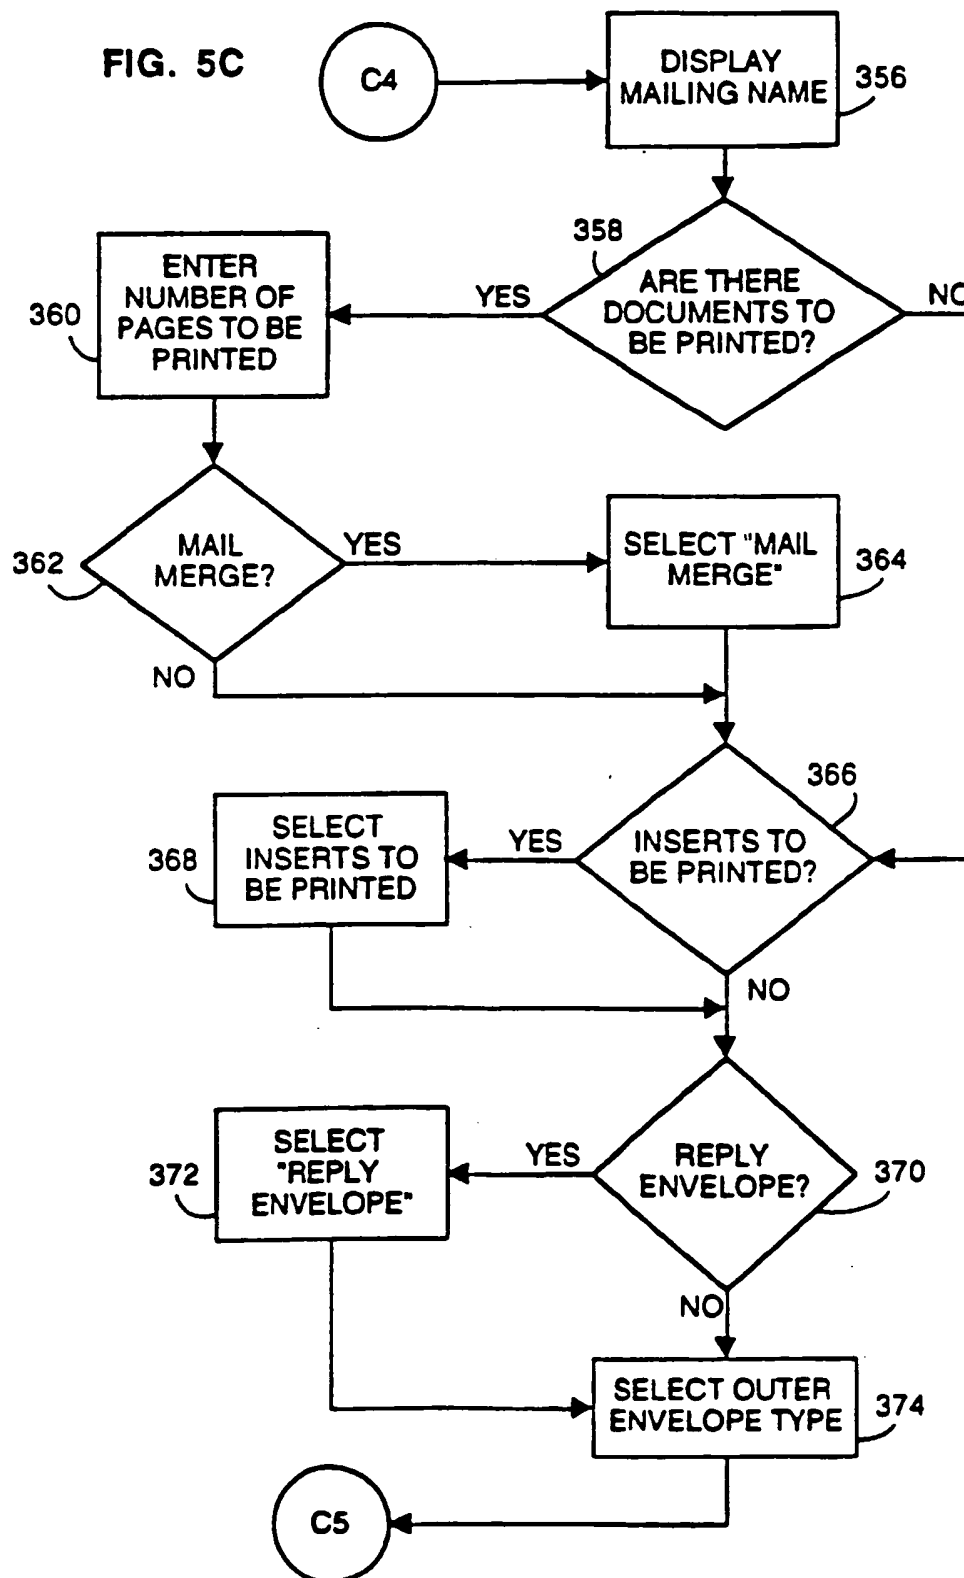 FIG. 5C
C4
DISPLAY
MAILING NAME
356
358
ARE THERE
DOCUMENTS TO
BE PRINTED?
YES
NO
ENTER
NUMBER OF
PAGES TO BE
PRINTED
360
362
MAIL
MERGE?
YES
NO
SELECT "MAIL
MERGE"
364
366
INSERTS TO
BE PRINTED?
YES
NO
SELECT
INSERTS TO
BE PRINTED
368
REPLY
ENVELOPE?
370
YES
NO
SELECT
"REPLY
ENVELOPE"
372
SELECT OUTER
ENVELOPE TYPE
374
C5